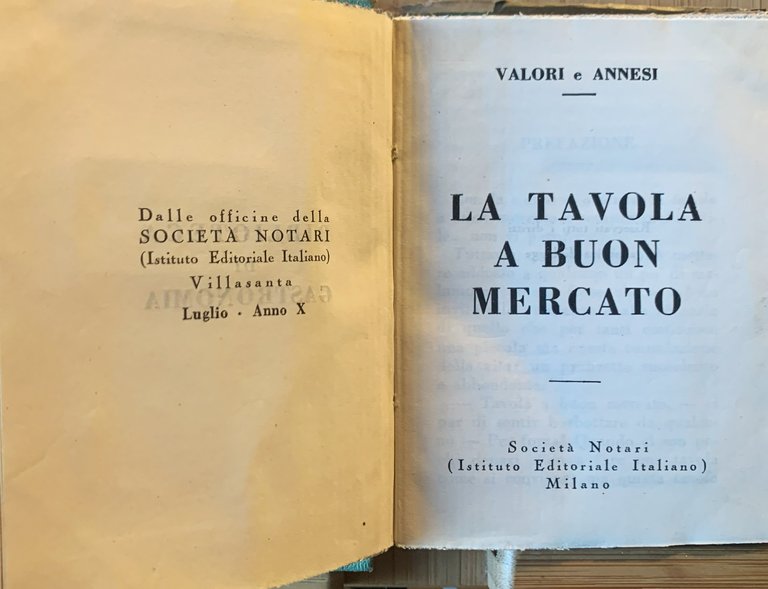 Dalle officine della
SOCIETÀ NOTARI
(Istituto Editoriale Italiano)
Villasanta
Luglio · Anno X
VALORI e ANNESI
LA TAVOLA
A BUON
MERCATO
Società Notari
(Istituto Editoriale Italiano)
Milano